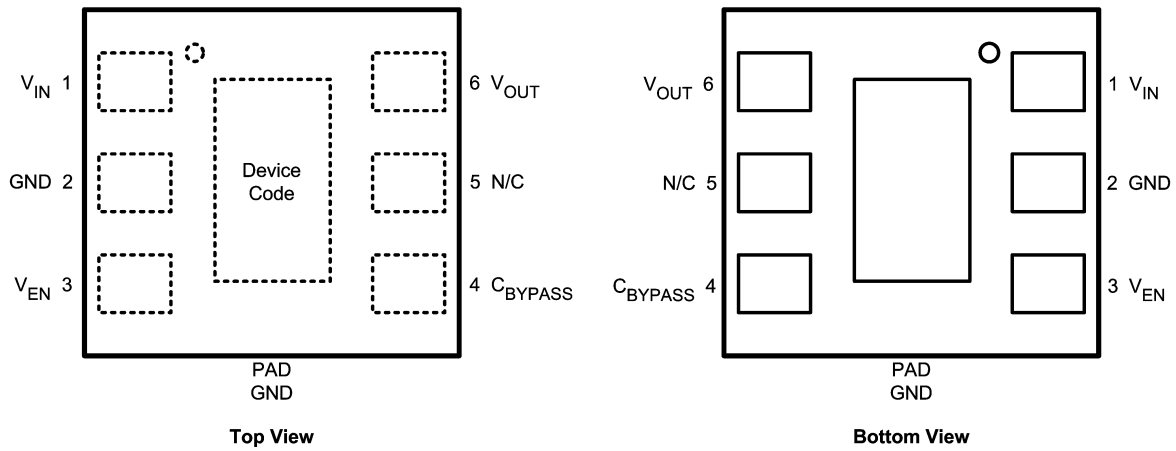 V_IN 1
6 V_OUT
GND 2
Device
Code
5 N/C
V_EN 3
4 C_BYPASS
PAD
GND
Top View
V_OUT 6
1 V_IN
N/C 5
2 GND
C_BYPASS 4
3 V_EN
PAD
GND
Bottom View